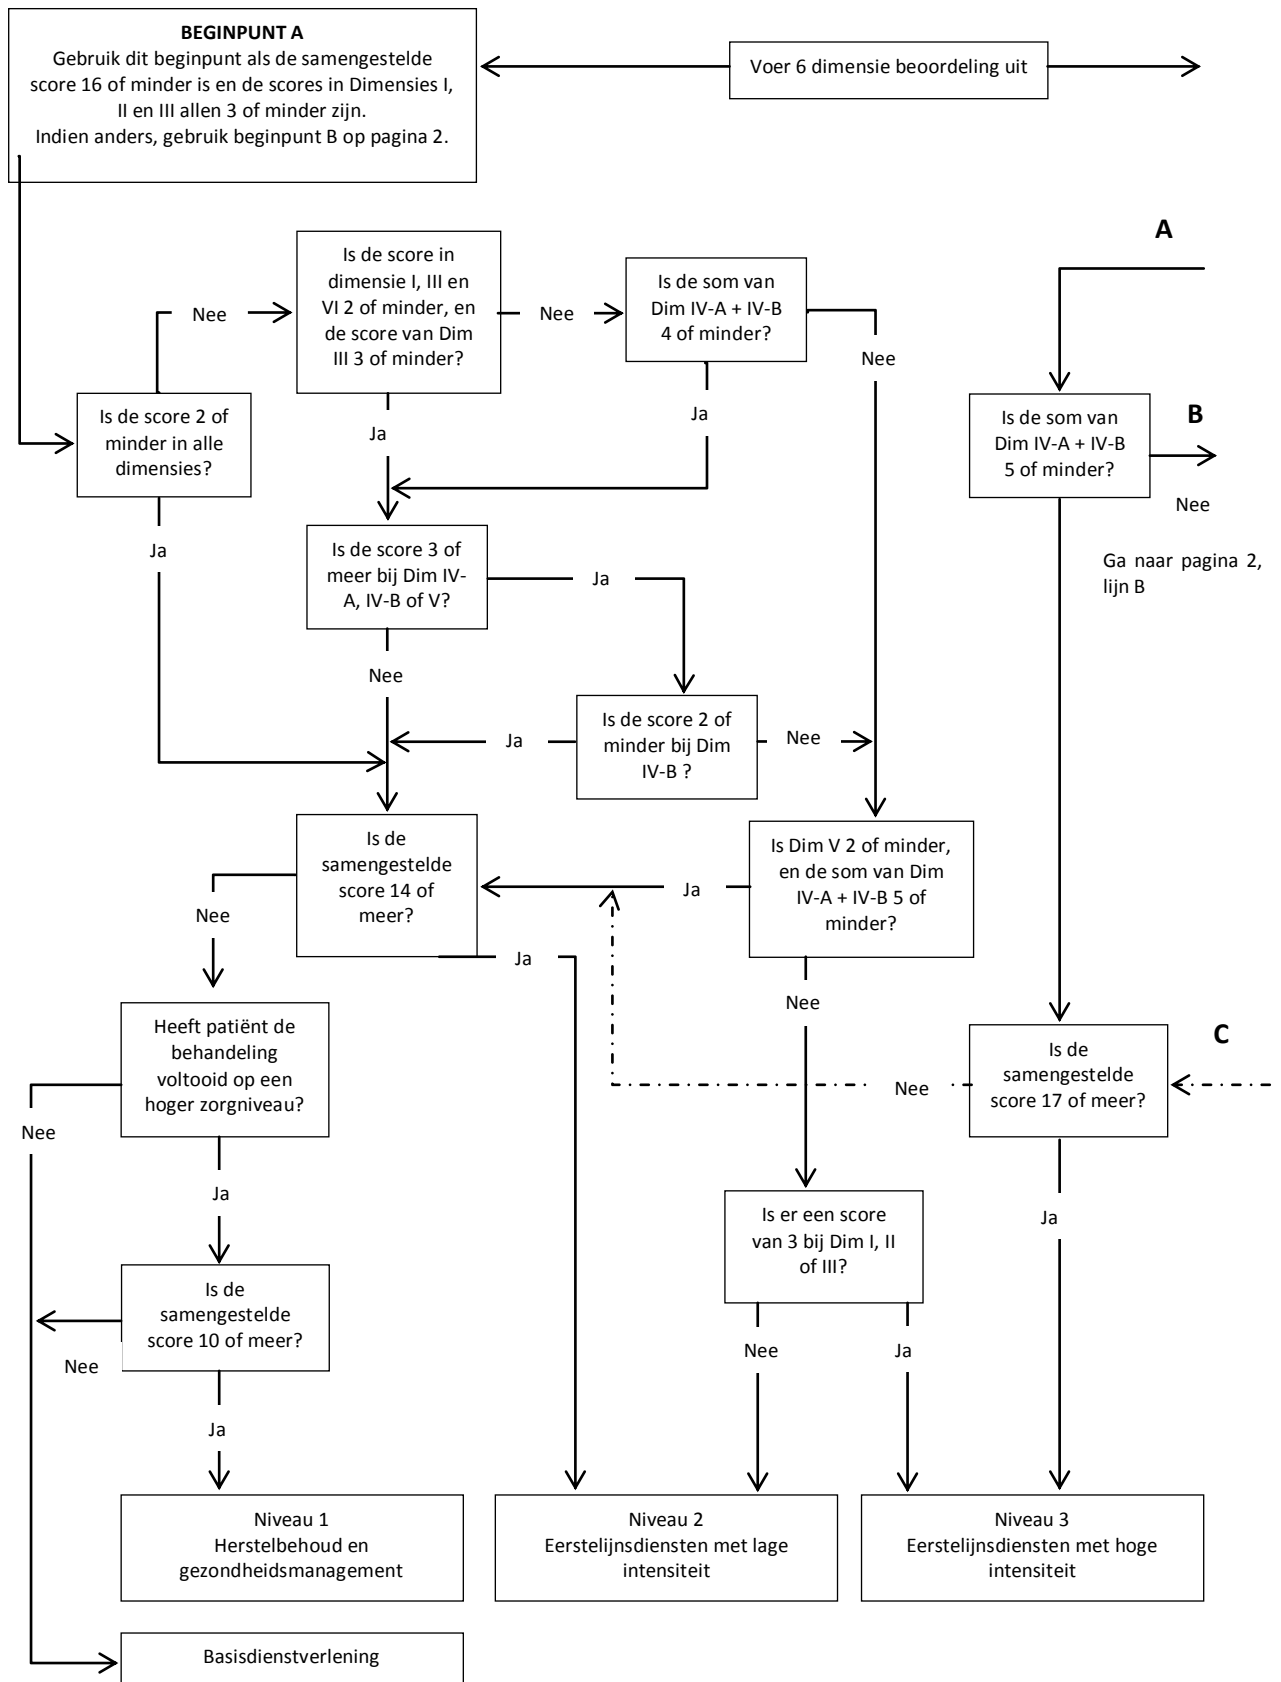 BEGINPUNT A
Gebruik dit beginpunt als de samengestelde
score 16 of minder is en de scores in Dimensies I,
II en III allen 3 of minder zijn.
Indien anders, gebruik beginpunt B op pagina 2.
Voer 6 dimensie beoordeling uit
A
Is de score in
dimensie I, III en
VI 2 of minder, en
de score van Dim
III 3 of minder?
Nee
Nee
Is de som van
Dim IV-A + IV-B
4 of minder?
Nee
Is de score 2 of
minder in alle
dimensies?
Ja
Ja
Is de som van
Dim IV-A + IV-B
5 of minder?
B
Nee
Ga naar pagina 2,
lijn B
Ja
Is de score 3 of
meer bij Dim IV-
A, IV-B of V?
Ja
Nee
Is de score 2 of
minder bij Dim
IV-B ?
Ja
Nee
Is de
samengestelde
score 14 of
meer?
Nee
Ja
Ja
Is Dim V 2 of minder,
en de som van Dim
IV-A + IV-B 5 of
minder?
Nee
Heeft patiënt de
behandeling
voltooid op een
hoger zorgniveau?
Nee
Ja
Nee
Is de
samengestelde
score 17 of meer?
C
Ja
Is er een score
van 3 bij Dim I, II
of III?
Nee
Ja
Is de
samengestelde
score 10 of meer?
Nee
Ja
Niveau 1
Herstelbehoud en
gezondheidsmanagement
Niveau 2
Eerstelijnsdiensten met lage
intensiteit
Niveau 3
Eerstelijnsdiensten met hoge
intensiteit
Basisdienstverlening